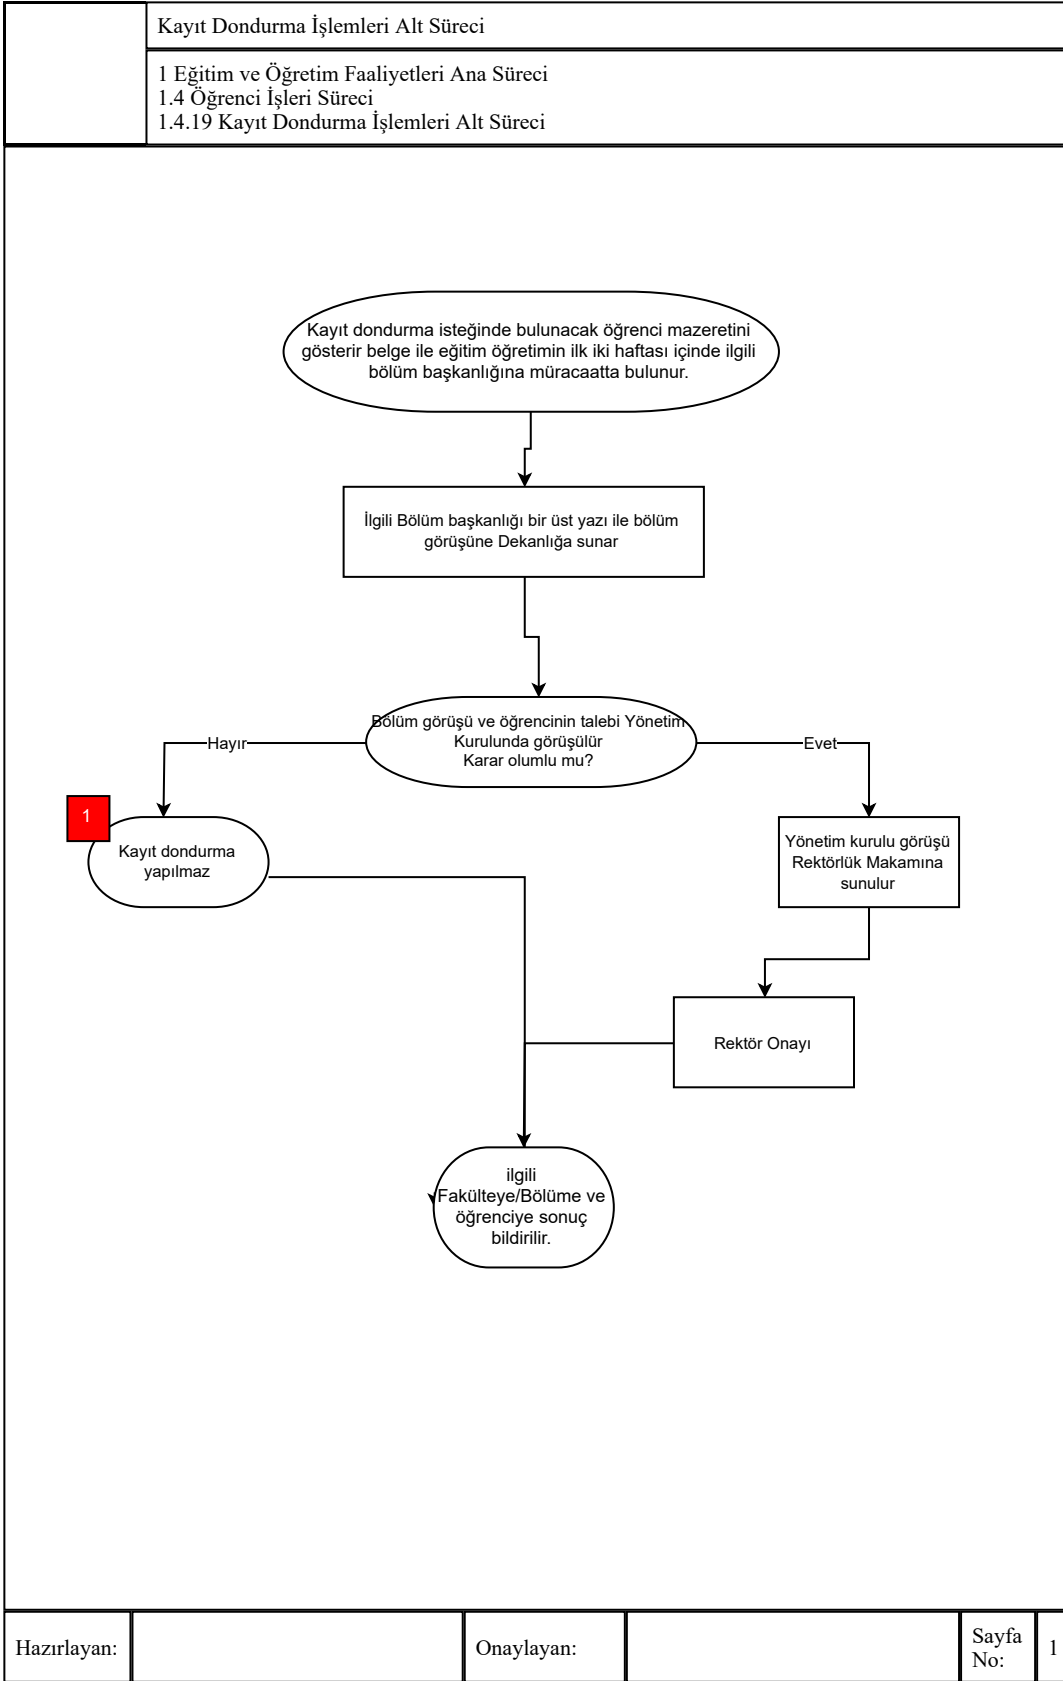 Kayıt Dondurma İşlemleri Alt Süreci
1 Eğitim ve Öğretim Faaliyetleri Ana Süreci
1.4 Öğrenci İşleri Süreci
1.4.19 Kayıt Dondurma İşlemleri Alt Süreci
Kayıt dondurma isteğinde bulunacak öğrenci mazeretini
gösterir belge ile eğitim öğretimin ilk iki haftası içinde ilgili
bölüm başkanlığına müracaatta bulunur.
İlgili Bölüm başkanlığı bir üst yazı ile bölüm
görüşüne Dekanlığa sunar
Bölüm görüşü ve öğrencinin talebi Yönetim
Kurulunda görüşülür
Karar olumlu mu?
Hayır
Evet
1
Kayıt dondurma
yapılmaz
Yönetim kurulu görüşü
Rektörlük Makamına
sunulur
Rektör Onayı
ilgili
Fakülteye/Bölüme ve
öğrenciye sonuç
bildirilir.
Hazırlayan:
Onaylayan:
Sayfa
No:
1